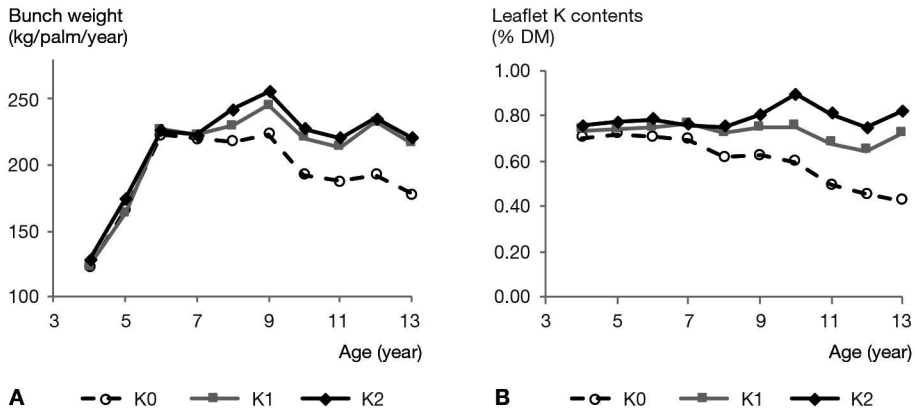 Bunch weight
(kg/palm/year)
250
200
150
100
3 5 7 9 11 13
Age (year)
A K0 K1 K2
Leaflet K contents
(% DM)
1.00
0.80
0.60
0.40
0.20
0.00
3 5 7 9 11 13
Age (year)
B K0 K1 K2